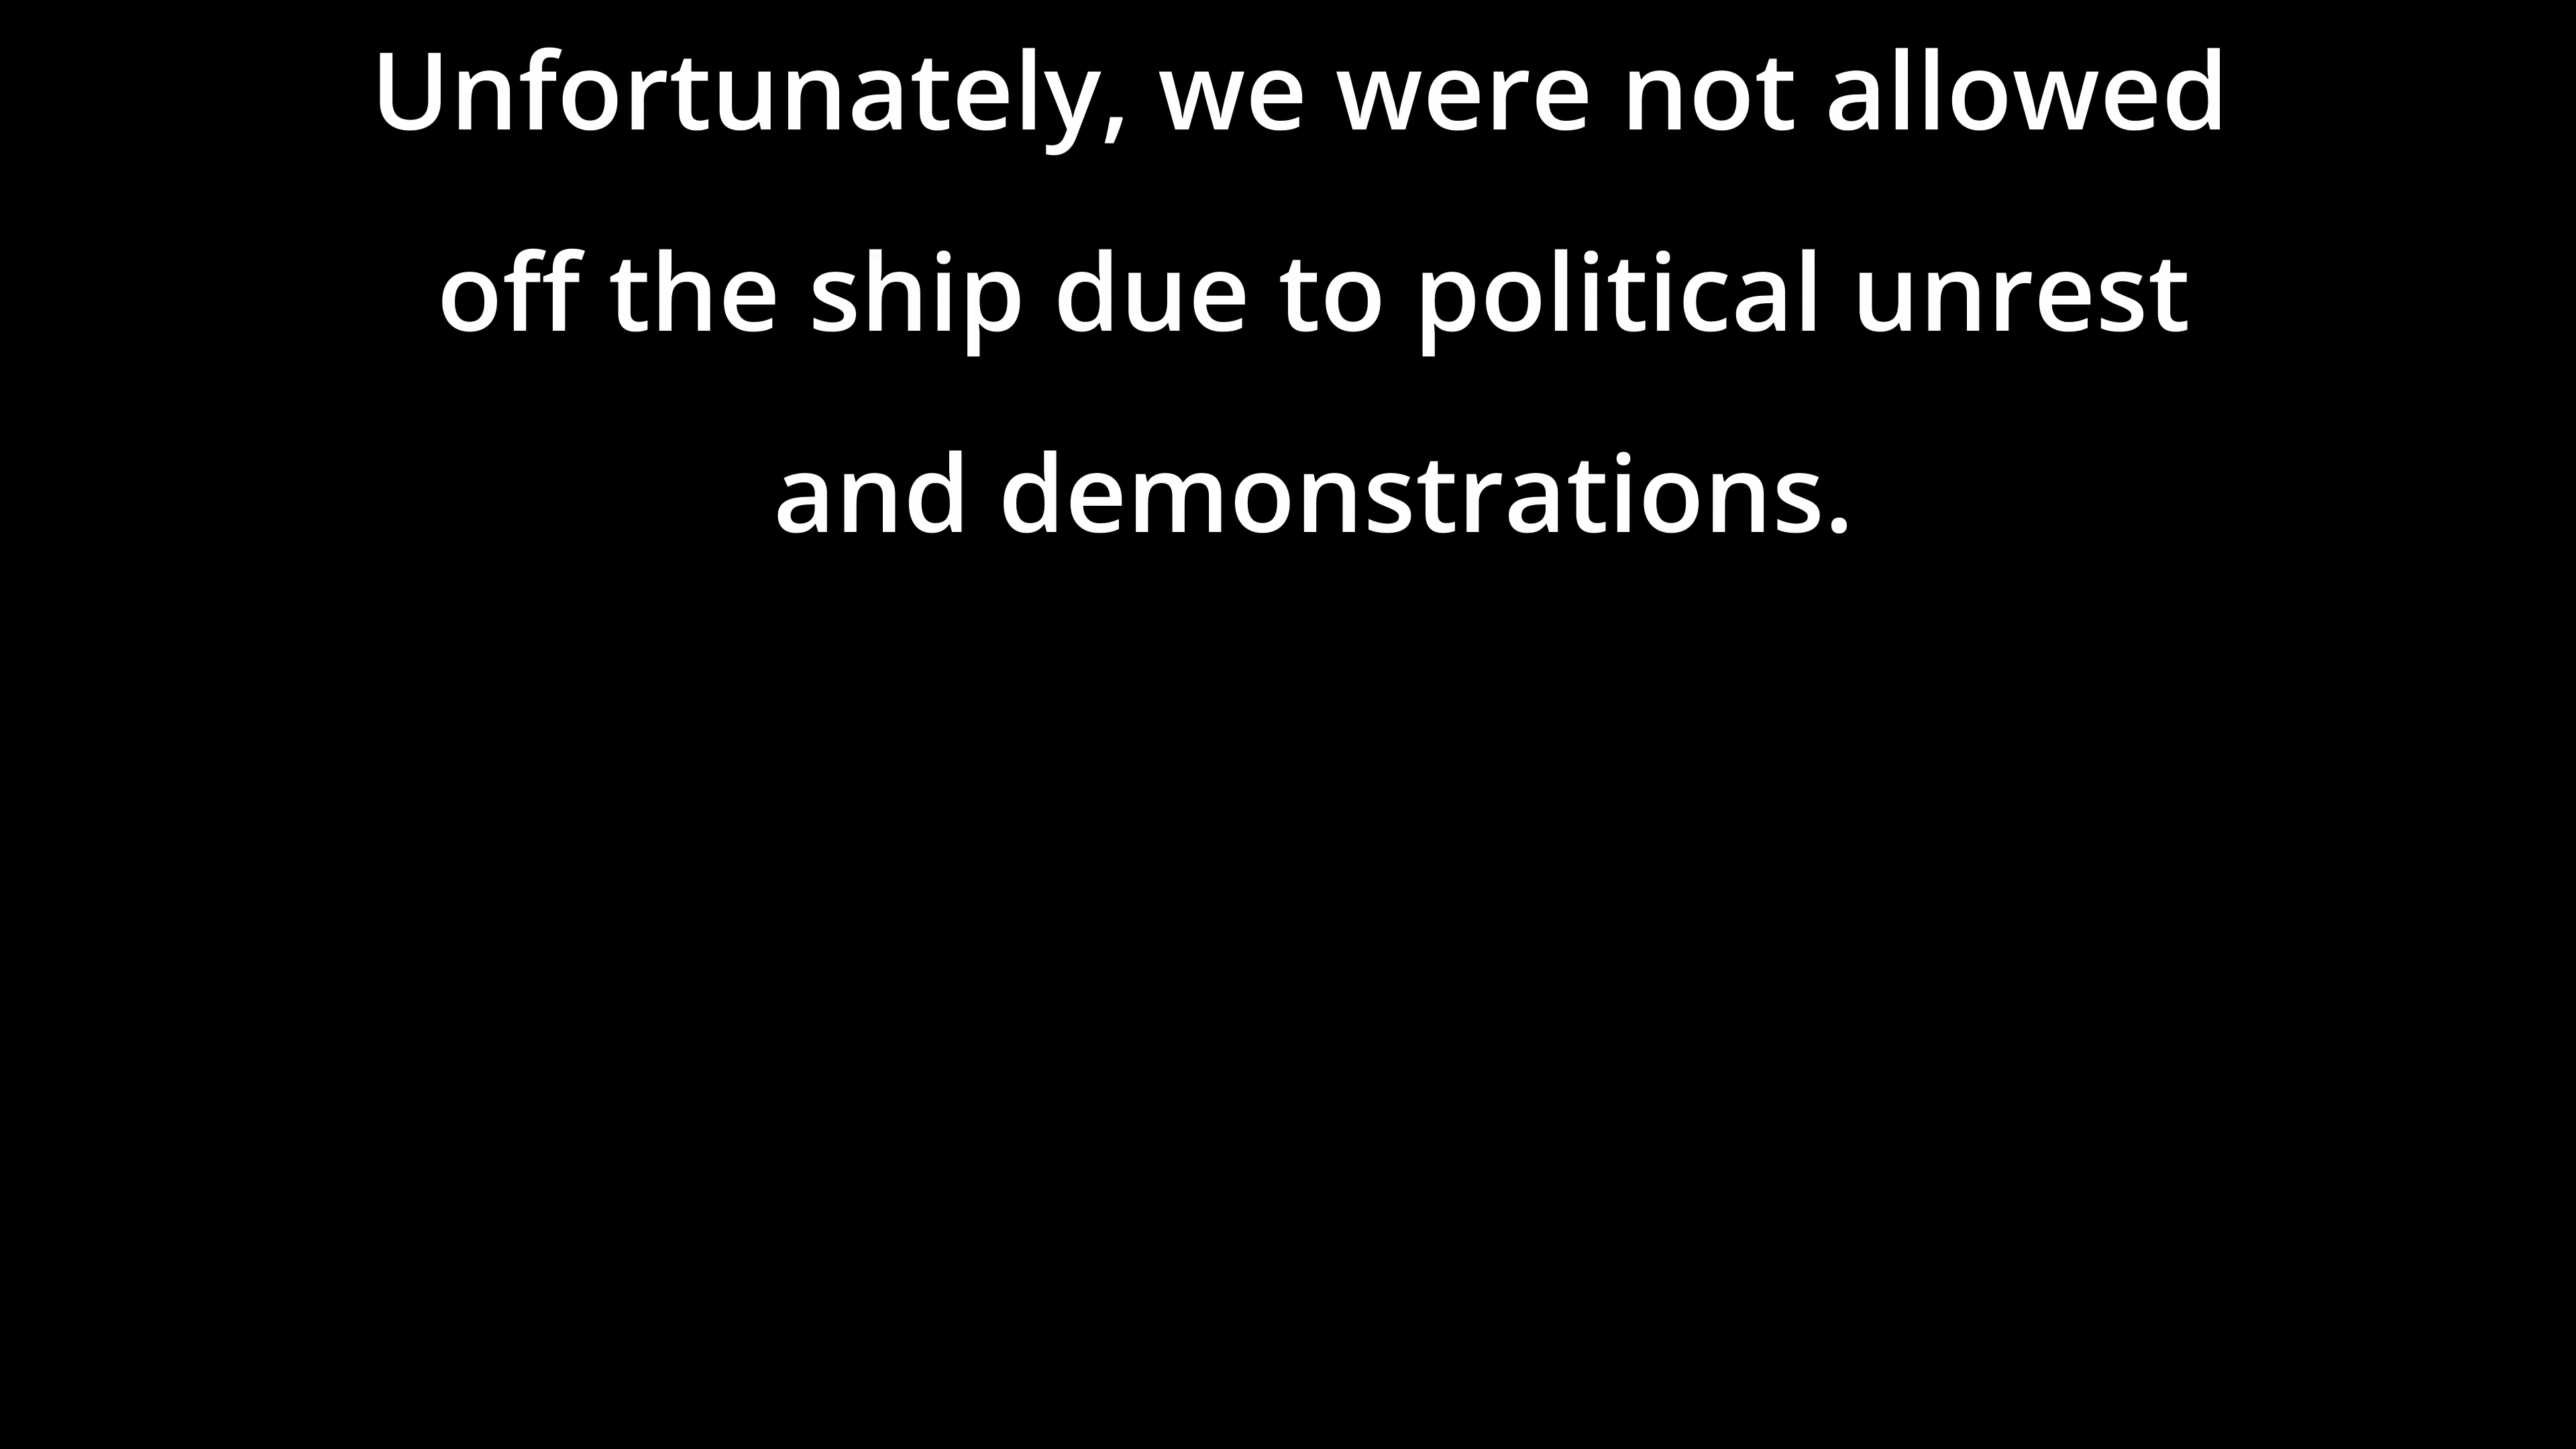 Unfortunately, we were not allowed
off the ship due to political unrest
and demonstrations.